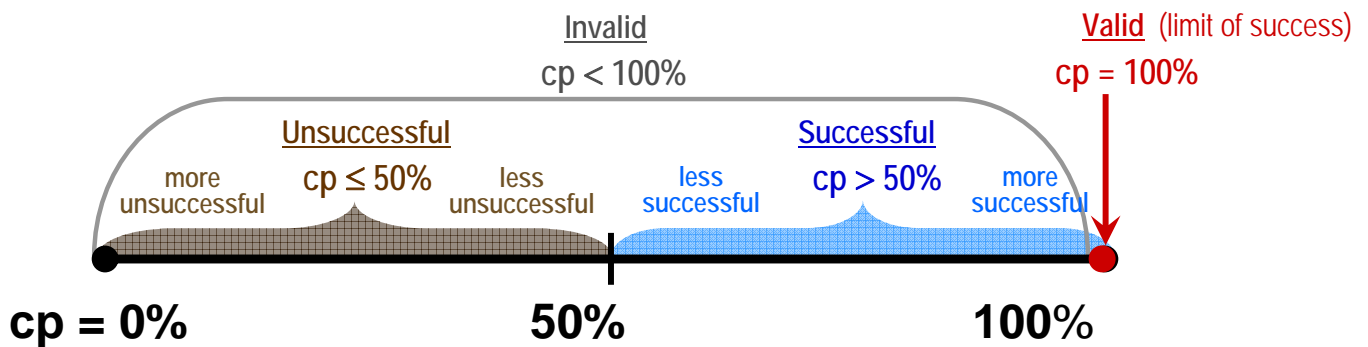 Invalid
cp < 100%
Valid (limit of success)
cp = 100%
Unsuccessful
cp ≤ 50%
more
unsuccessful
less
unsuccessful
Successful
cp > 50%
less
successful
more
successful
cp = 0%
50%
100%